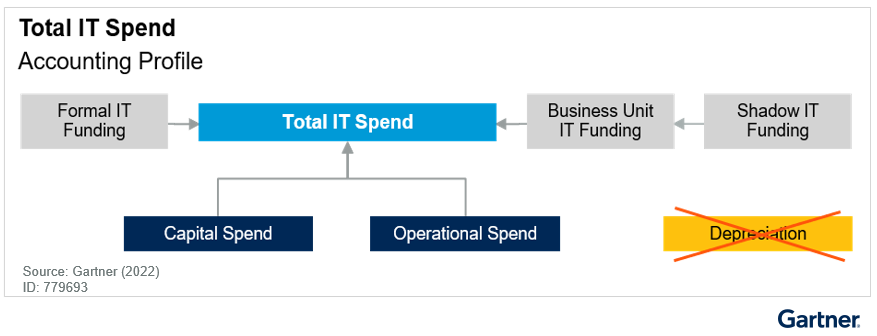 Total IT Spend
Accounting Profile
Formal IT
Funding
Total IT Spend
Business Unit
IT Funding
Shadow IT
Funding
Capital Spend
Operational Spend
Depreciation
Source: Gartner (2022)
ID: 779693
Gartner